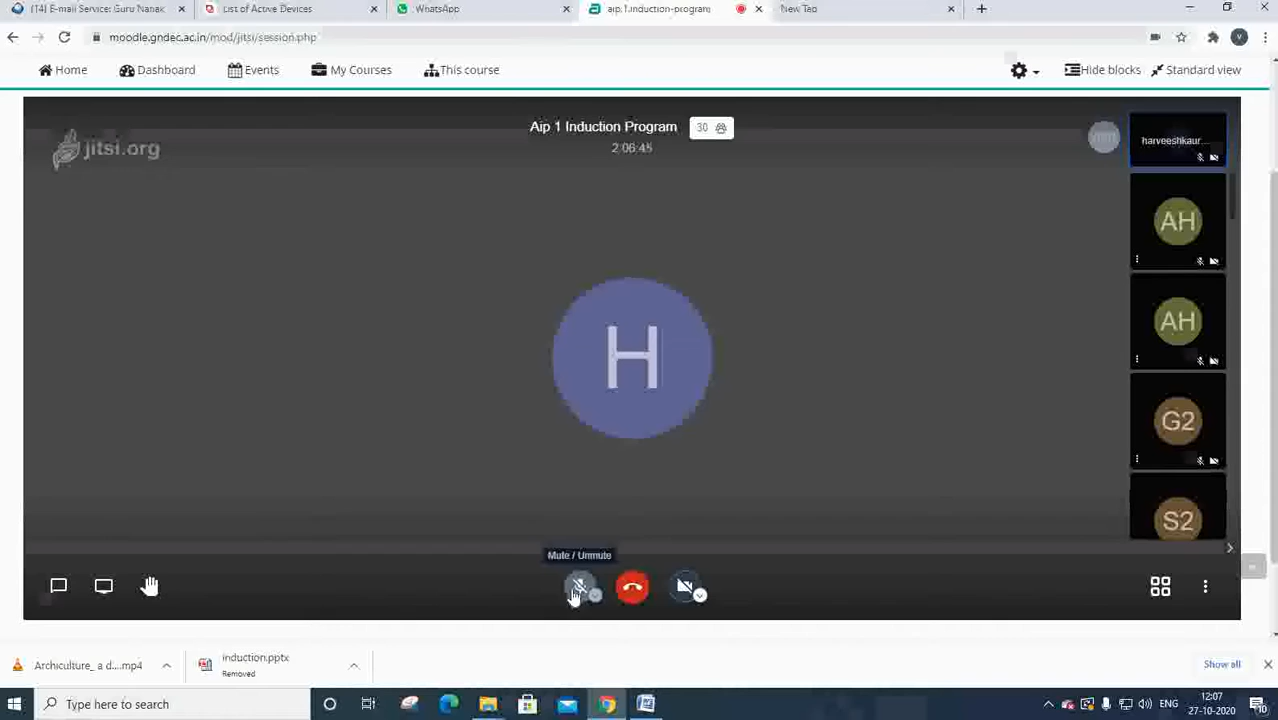 (14) E-mail Service: Guru Nanak
List of Active Devices
WhatsApp
aip.1.induction-program
New Tab
moodle.gndec.ac.in/mod/jitsi/session.php
V
Home
Dashboard
Events
My Courses
This course
Hide blocks
Standard view
jitsi.org
Aip 1 Induction Program
30
2:06:45
harveeshkaur...
AH
AH
G2
S2
H
Mute / Unmute
Archiculture_ a d....mp4
induction.pptx
Removed
Show all
Type here to search
ENG
12:07
27-10-2020